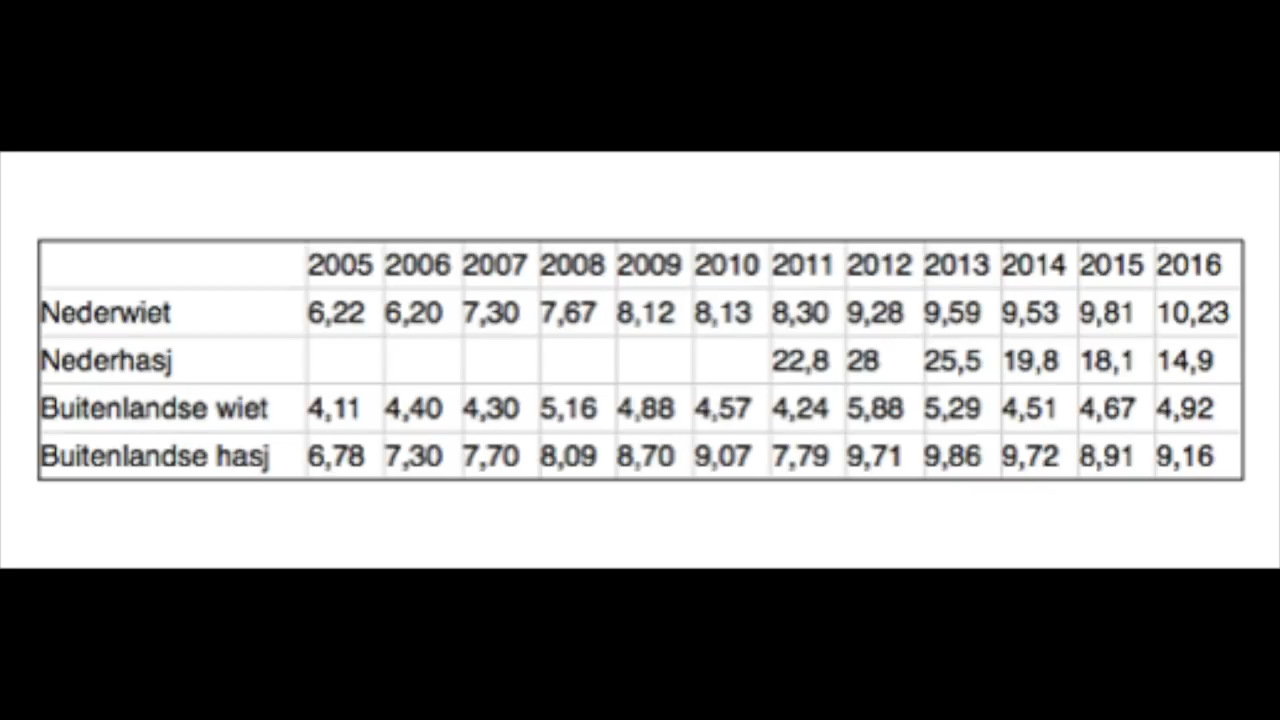 2005 2006 2007 2008 2009 2010 2011 2012 2013 2014 2015 2016
Nederwiet 6,22 6,20 7,30 7,67 8,12 8,13 8,30 9,28 9,59 9,53 9,81 10,23
Nederhasj 22,8 28 25,5 19,8 18,1 14,9
Buitenlandse wiet 4,11 4,40 4,30 5,16 4,88 4,57 4,24 5,88 5,29 4,51 4,67 4,92
Buitenlandse hasj 6,78 7,30 7,70 8,09 8,70 9,07 7,79 9,71 9,86 9,72 8,91 9,16